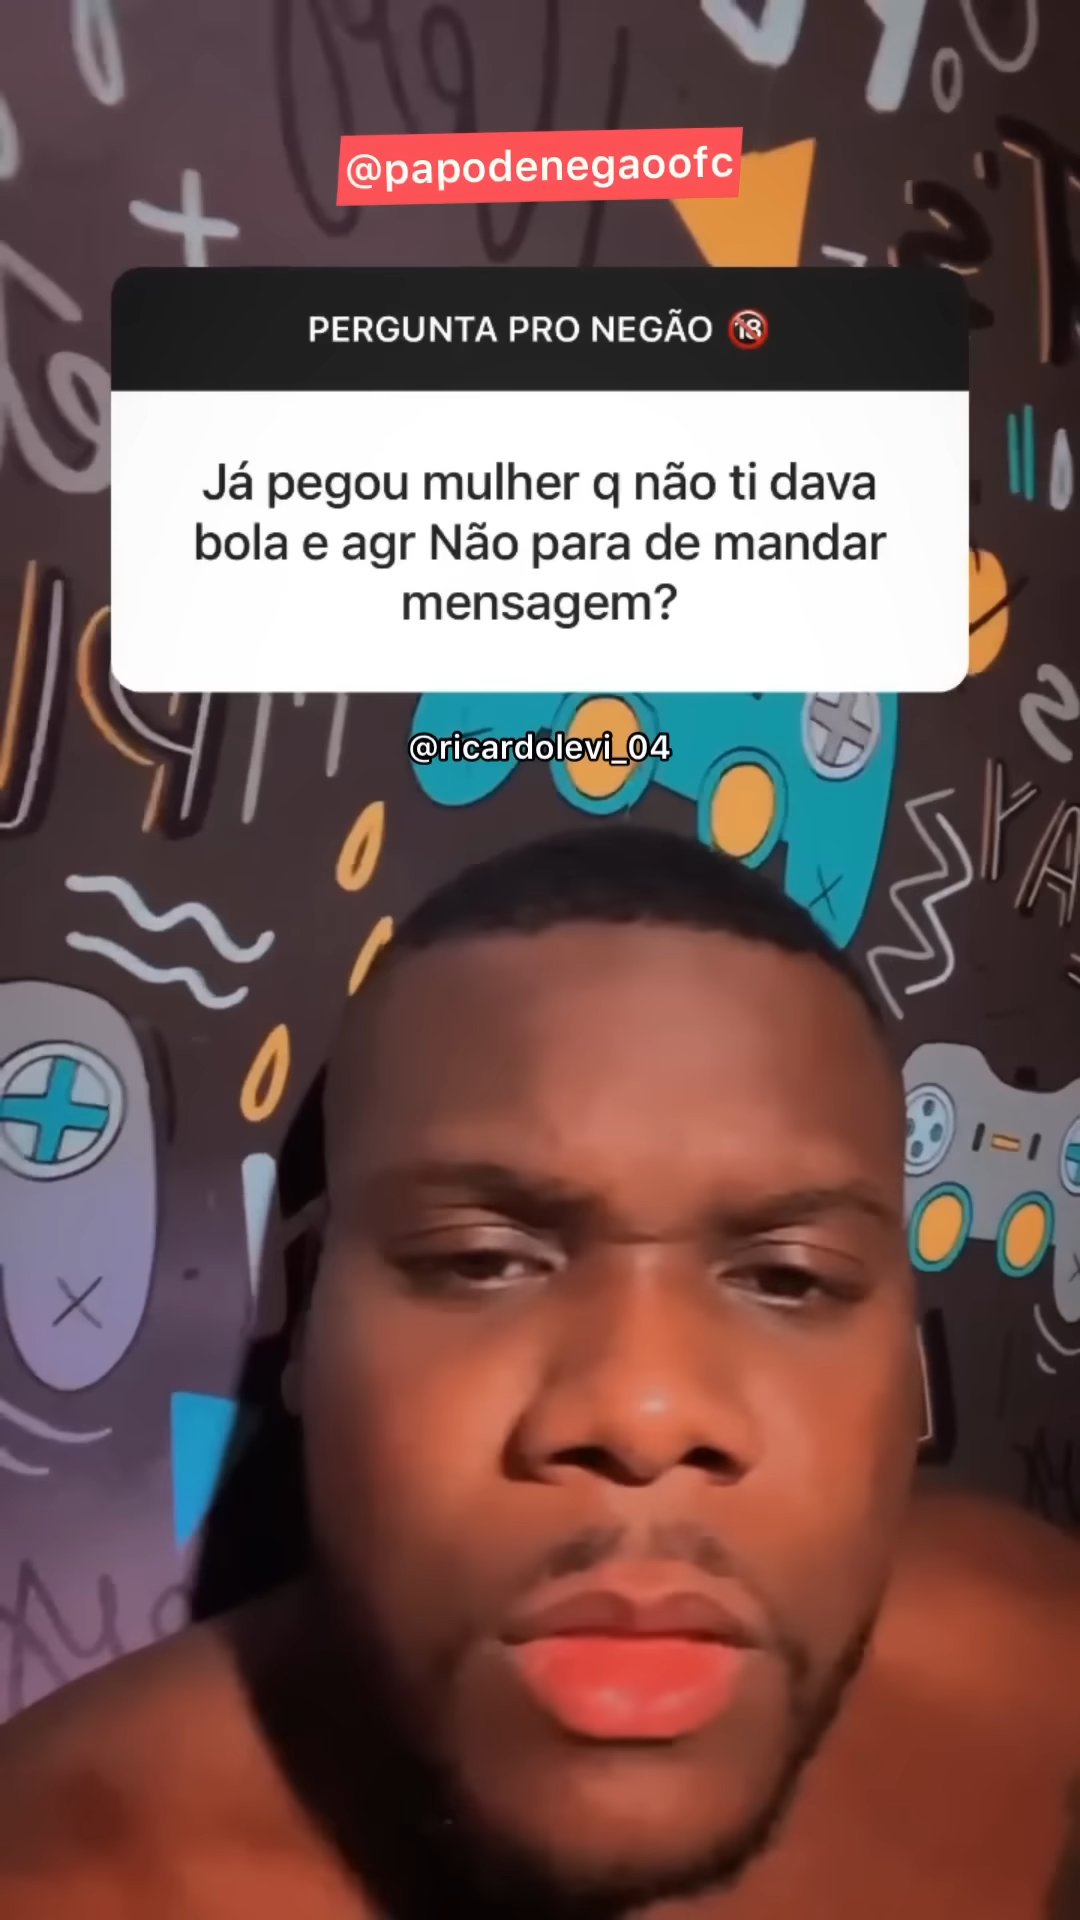 @papodenegaoofc
PERGUNTA PRO NEGÃO 🔞
Já pegou mulher q não ti dava
bola e agr Não para de mandar
mensagem?
@ricardolevi_04